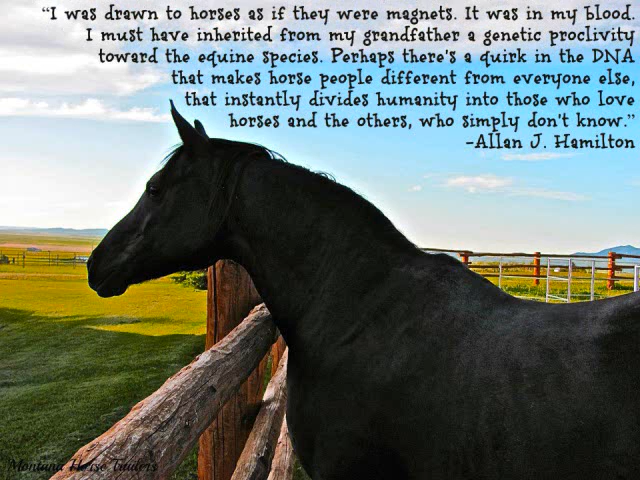 “I was drawn to horses as if they were magnets. It was in my blood.
I must have inherited from my grandfather a genetic proclivity
toward the equine species. Perhaps there's a quirk in the DNA
that makes horse people different from everyone else,
that instantly divides humanity into those who love
horses and the others, who simply don't know.”
-Allan J. Hamilton
Montana Horse Traders